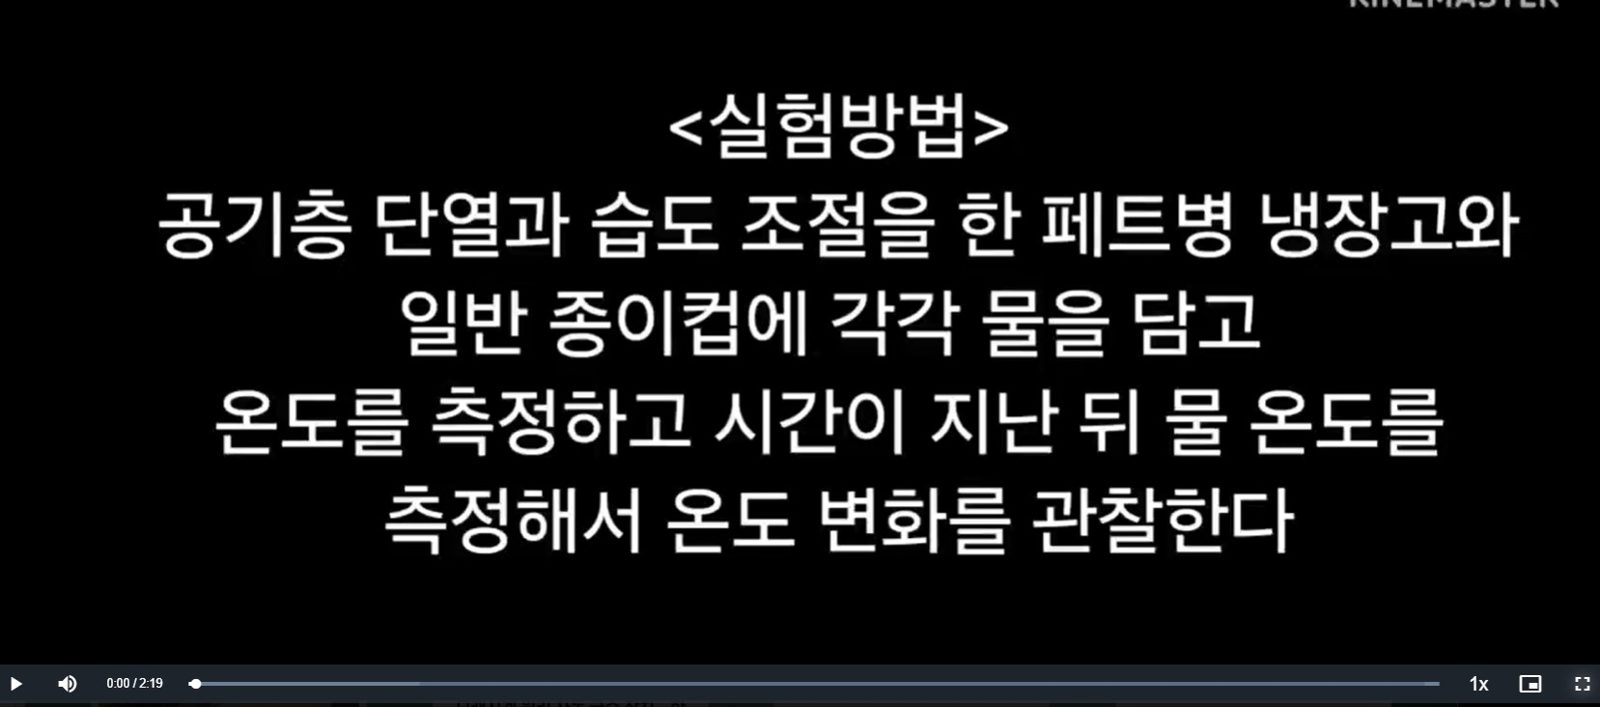 KINEMASTER
<실험방법>
공기층 단열과 습도 조절을 한 페트병 냉장고와
일반 종이컵에 각각 물을 담고
온도를 측정하고 시간이 지난 뒤 물 온도를
측정해서 온도 변화를 관찰한다
0:00 / 2:19
1x